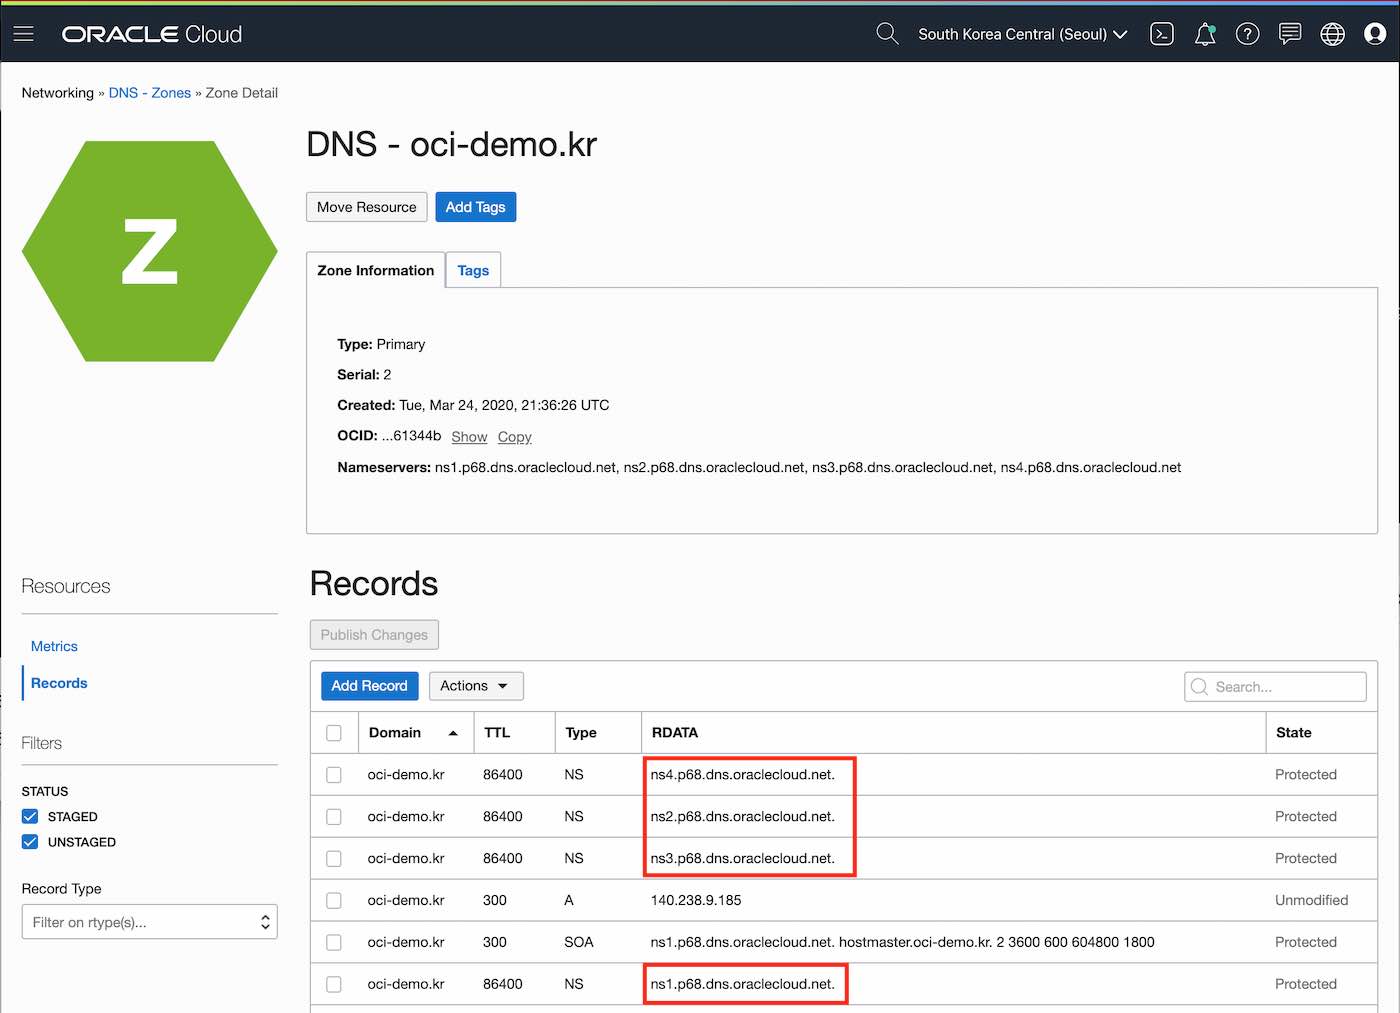 ORACLE Cloud
South Korea Central (Seoul)
Networking » DNS - Zones » Zone Detail
Z
DNS - oci-demo.kr
Move Resource
Add Tags
Zone Information
Tags
Type: Primary
Serial: 2
Created: Tue, Mar 24, 2020, 21:36:26 UTC
OCID: ...61344b Show Copy
Nameservers: ns1.p68.dns.oraclecloud.net, ns2.p68.dns.oraclecloud.net, ns3.p68.dns.oraclecloud.net, ns4.p68.dns.oraclecloud.net
Resources
Metrics
Records
Filters
STATUS
STAGED
UNSTAGED
Record Type
Filter on rtype(s)...
Records
Publish Changes
Add Record
Actions
Search...
Domain TTL Type RDATA State
oci-demo.kr 86400 NS ns4.p68.dns.oraclecloud.net. Protected
oci-demo.kr 86400 NS ns2.p68.dns.oraclecloud.net. Protected
oci-demo.kr 86400 NS ns3.p68.dns.oraclecloud.net. Protected
oci-demo.kr 300 A 140.238.9.185 Unmodified
oci-demo.kr 300 SOA ns1.p68.dns.oraclecloud.net. hostmaster.oci-demo.kr. 2 3600 600 604800 1800 Protected
oci-demo.kr 86400 NS ns1.p68.dns.oraclecloud.net. Protected